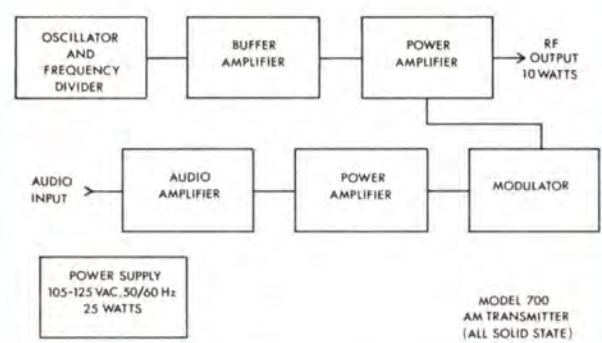 OSCILLATOR
AND
FREQUENCY
DIVIDER
BUFFER
AMPLIFIER
POWER
AMPLIFIER
RF
OUTPUT
10 WATTS
AUDIO
INPUT
AUDIO
AMPLIFIER
POWER
AMPLIFIER
MODULATOR
POWER SUPPLY
105-125 VAC, 50/60 Hz
25 WATTS
MODEL 700
AM TRANSMITTER
(ALL SOLID STATE)